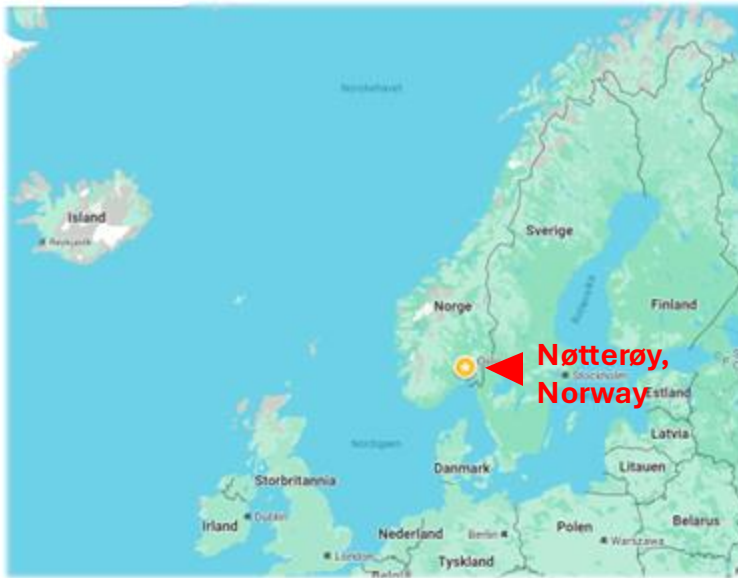 Norskehavet
Island
Reykjavik
Sverige
Norge
Finland
Nøtterøy,
Norway
Stockholm
Estland
Latvia
Nordsjøen
Danmark
Litauen
Storbritannia
Irland
Dublin
Nederland
Berlin
Polen
Warszawa
Belarus
London
Tyskland